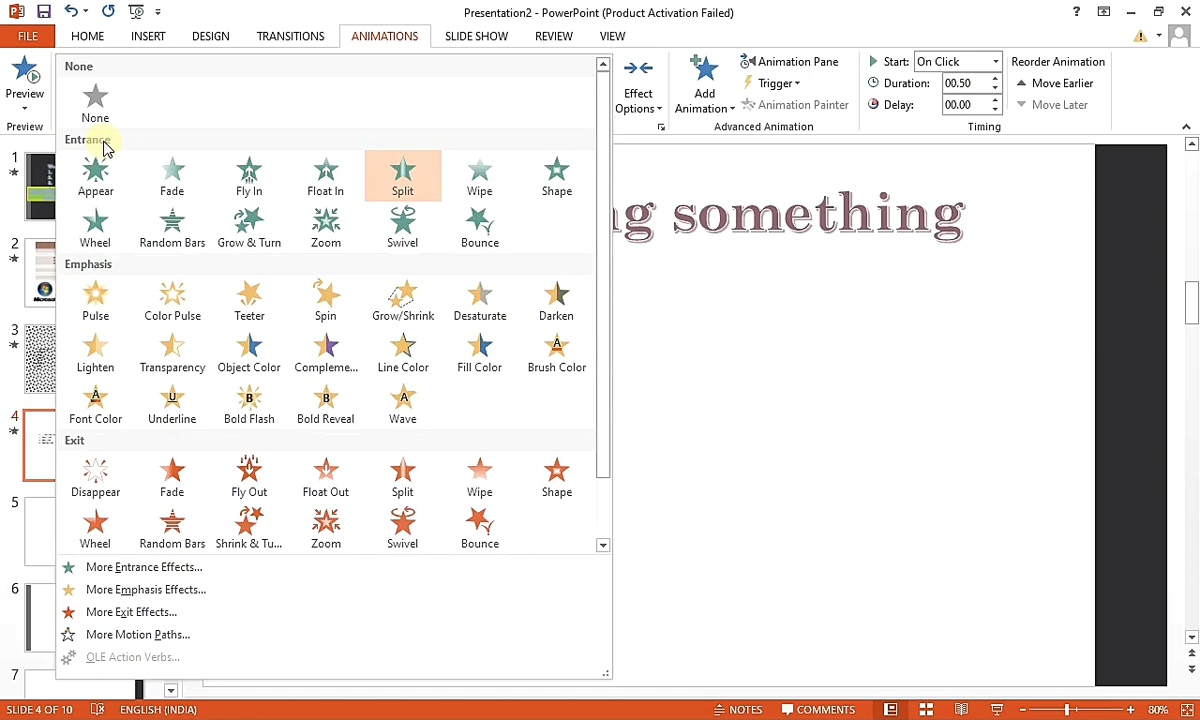 Presentation2 - PowerPoint (Product Activation Failed)
FILE HOME INSERT DESIGN TRANSITIONS ANIMATIONS SLIDE SHOW REVIEW VIEW
Preview
Preview
None
None
Entrance
Appear Fade Fly In Float In Split Wipe Shape
Wheel Random Bars Grow & Turn Zoom Swivel Bounce
Emphasis
Pulse Color Pulse Teeter Spin Grow/Shrink Desaturate Darken
Lighten Transparency Object Color Compleme... Line Color Fill Color Brush Color
Font Color Underline Bold Flash Bold Reveal Wave
Exit
Disappear Fade Fly Out Float Out Split Wipe Shape
Wheel Random Bars Shrink & Tu... Zoom Swivel Bounce
More Entrance Effects...
More Emphasis Effects...
More Exit Effects...
More Motion Paths...
OLE Action Verbs...
Effect Options
Add Animation
Animation Pane
Trigger
Animation Painter
Advanced Animation
Start: On Click
Duration: 00.50
Delay: 00.00
Reorder Animation
Move Earlier
Move Later
Timing
1
2
3
4
5
6
7
something
SLIDE 4 OF 10 ENGLISH (INDIA) NOTES COMMENTS 80%